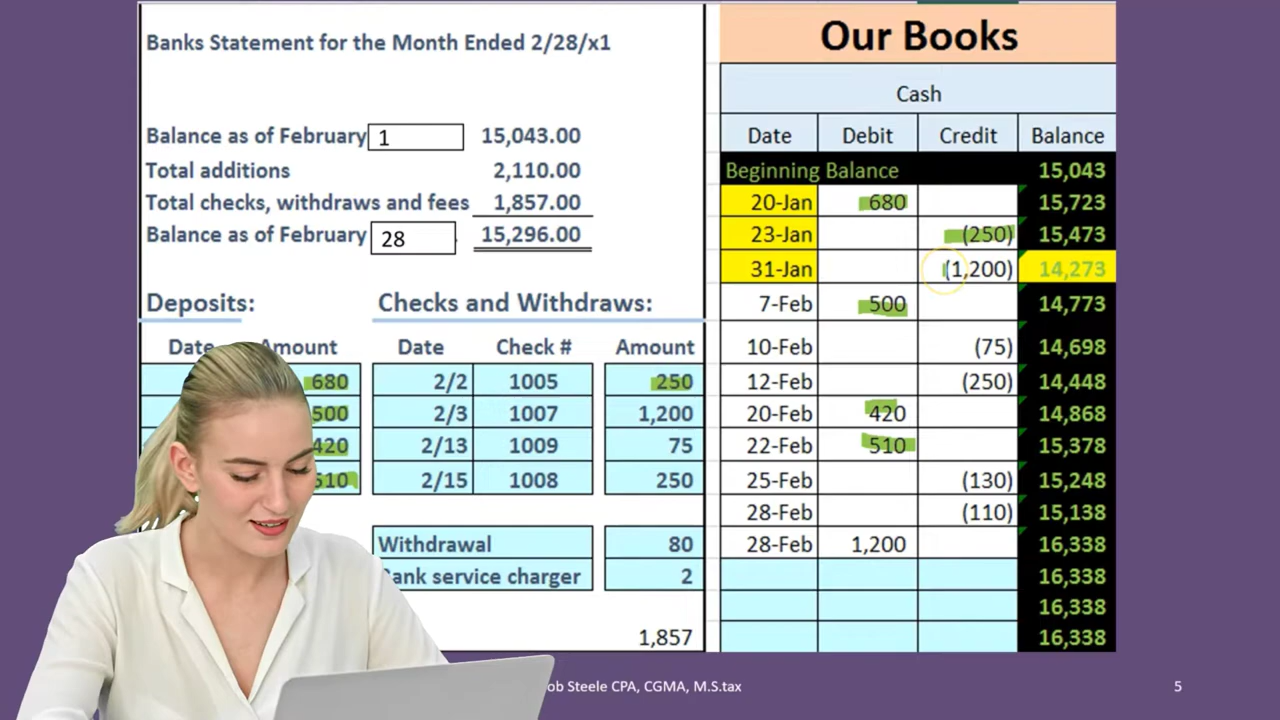 Banks Statement for the Month Ended 2/28/x1
Balance as of February 1 15,043.00
Total additions 2,110.00
Total checks, withdraws and fees 1,857.00
Balance as of February 28 15,296.00
Deposits: Checks and Withdraws:
Amount Date Check # Amount
680 2/2 1005 250
500 2/3 1007 1,200
420 2/13 1009 75
510 2/15 1008 250
Withdrawal 80
service charger 2
1,857
Our Books
Cash
Date Debit Credit Balance
Beginning Balance 15,043
20-Jan 680 15,723
23-Jan (250) 15,473
31-Jan (1,200) 14,273
7-Feb 500 14,773
10-Feb (75) 14,698
12-Feb (250) 14,448
20-Feb 420 14,868
22-Feb 510 15,378
25-Feb (130) 15,248
28-Feb (110) 15,138
28-Feb 1,200 16,338
16,338
16,338
16,338
Steele CPA, CGMA, M.S.tax
5